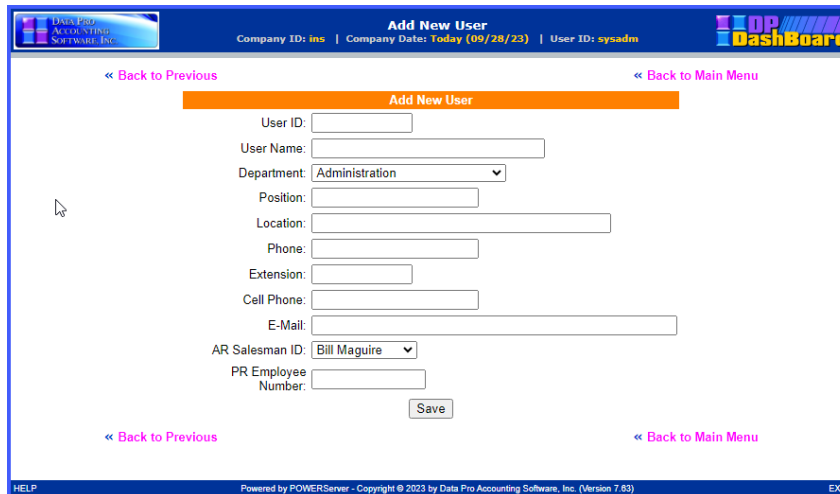 DATA PRO
ACCOUNTING
SOFTWARE, INC.
Add New User
Company ID: ins | Company Date: Today (09/28/23) | User ID: sysadm
DP
DashBoard
« Back to Previous
« Back to Main Menu
Add New User
User ID:
User Name:
Department: Administration
Position:
Location:
Phone:
Extension:
Cell Phone:
E-Mail:
AR Salesman ID: Bill Maguire
PR Employee
Number:
Save
« Back to Previous
« Back to Main Menu
HELP
Powered by POWERServer - Copyright © 2023 by Data Pro Accounting Software, Inc. (Version 7.63)
EX